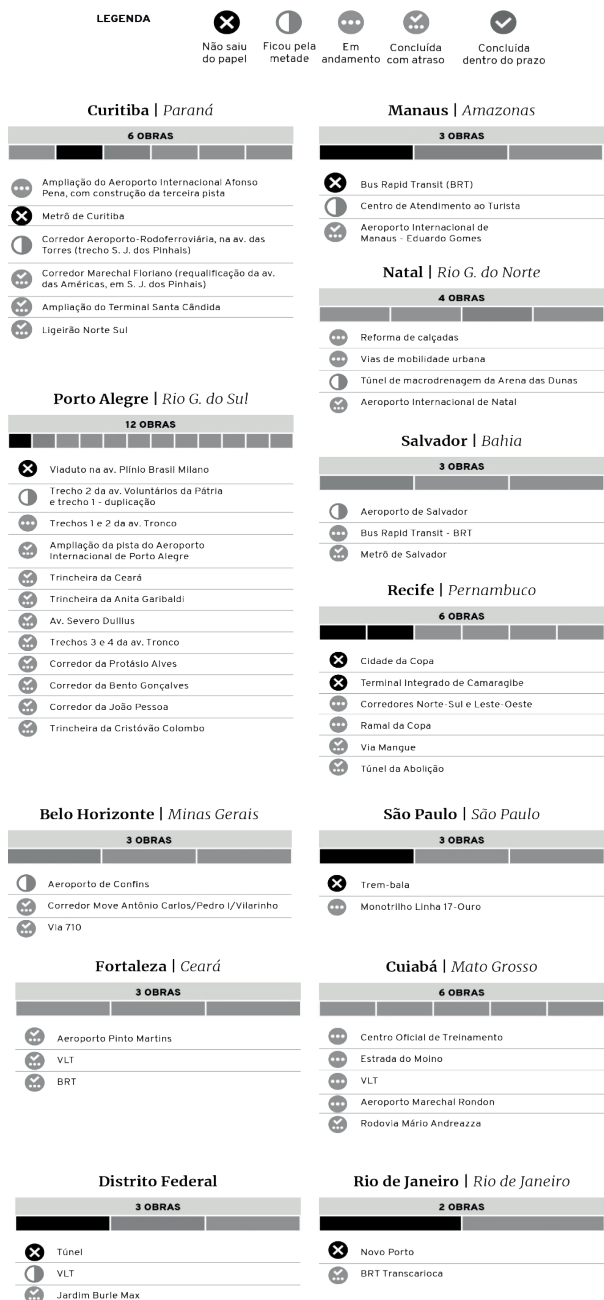 LEGENDA
Não saiu
do papel
Ficou pela
metade
Em
andamento
Concluída
com atraso
Concluída
dentro do prazo
Curitiba | Paraná
6 OBRAS
Ampliação do Aeroporto Internacional Afonso
Pena, com construção da terceira pista
Metrô de Curitiba
Corredor Aeroporto-Rodoferroviária, na av. das
Torres (trecho S. J. dos Pinhais)
Corredor Marechal Floriano (requalificação da av.
das Américas, em S. J. dos Pinhais)
Ampliação do Terminal Santa Cândida
Ligeirão Norte Sul
Manaus | Amazonas
3 OBRAS
Bus Rapid Transit (BRT)
Centro de Atendimento ao Turista
Aeroporto Internacional de
Manaus - Eduardo Gomes
Natal | Rio G. do Norte
4 OBRAS
Reforma de calçadas
Vias de mobilidade urbana
Túnel de macrodrenagem da Arena das Dunas
Aeroporto Internacional de Natal
Porto Alegre | Rio G. do Sul
12 OBRAS
Viaduto na av. Plínio Brasil Milano
Trecho 2 da av. Voluntários da Pátria
e trecho 1 - duplicação
Trechos 1 e 2 da av. Tronco
Ampliação da pista do Aeroporto
Internacional de Porto Alegre
Trincheira da Ceará
Trincheira da Anita Garibaldi
Av. Severo Dullius
Trechos 3 e 4 da av. Tronco
Corredor da Protásio Alves
Corredor da Bento Gonçalves
Corredor da João Pessoa
Trincheira da Cristóvão Colombo
Salvador | Bahia
3 OBRAS
Aeroporto de Salvador
Bus Rapid Transit - BRT
Metrô de Salvador
Recife | Pernambuco
6 OBRAS
Cidade da Copa
Terminal Integrado de Camaragibe
Corredores Norte-Sul e Leste-Oeste
Ramal da Copa
Via Mangue
Túnel da Abolição
Belo Horizonte | Minas Gerais
3 OBRAS
Aeroporto de Confins
Corredor Move Antônio Carlos/Pedro I/Vilarinho
Via 710
São Paulo | São Paulo
3 OBRAS
Trem-bala
Monotrilho Linha 17-Ouro
Fortaleza | Ceará
3 OBRAS
Aeroporto Pinto Martins
VLT
BRT
Cuiabá | Mato Grosso
6 OBRAS
Centro Oficial de Treinamento
Estrada do Moino
VLT
Aeroporto Marechal Rondon
Rodovia Mário Andreazza
Distrito Federal
3 OBRAS
Túnel
VLT
Jardim Burle Max
Rio de Janeiro | Rio de Janeiro
2 OBRAS
Novo Porto
BRT Transcarioca